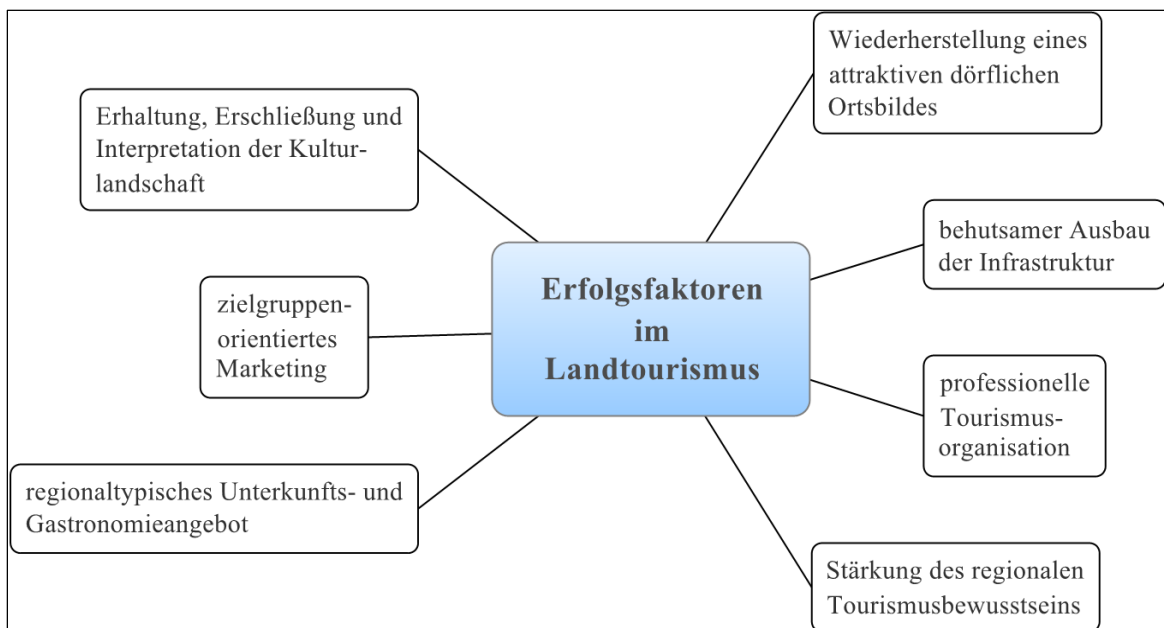 Wiederherstellung eines
attraktiven dörflichen
Ortsbildes
Erhaltung, Erschließung und
Interpretation der Kultur-
landschaft
behutsamer Ausbau
der Infrastruktur
Erfolgsfaktoren
im
Landtourismus
zielgruppen-
orientiertes
Marketing
professionelle
Tourismus-
organisation
regionaltypisches Unterkunfts- und
Gastronomieangebot
Stärkung des regionalen
Tourismusbewusstseins